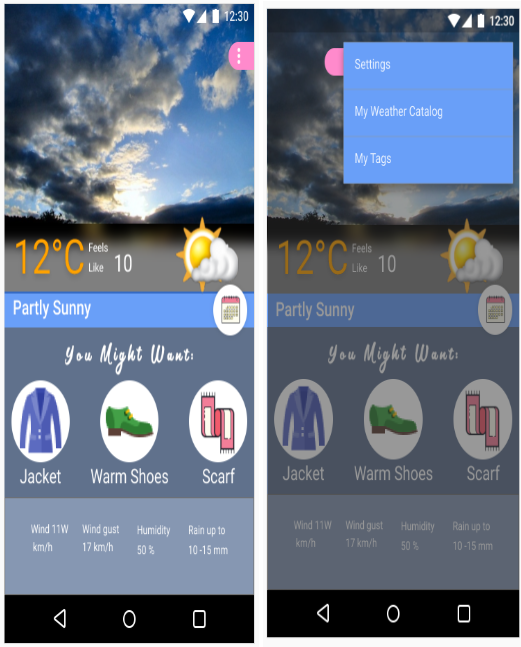 12:30
12°C
Feels
Like
10
Partly Sunny
You Might Want:
Jacket
Warm Shoes
Scarf
Wind 11W
km/h
Wind gust
17 km/h
Humidity
50 %
Rain up to
10 -15 mm
12:30
Settings
My Weather Catalog
My Tags
12°C
Feels
Like
10
Partly Sunny
You Might Want:
Jacket
Warm Shoes
Scarf
Wind 11W
km/h
Wind gust
17 km/h
Humidity
50 %
Rain up to
10 -15 mm